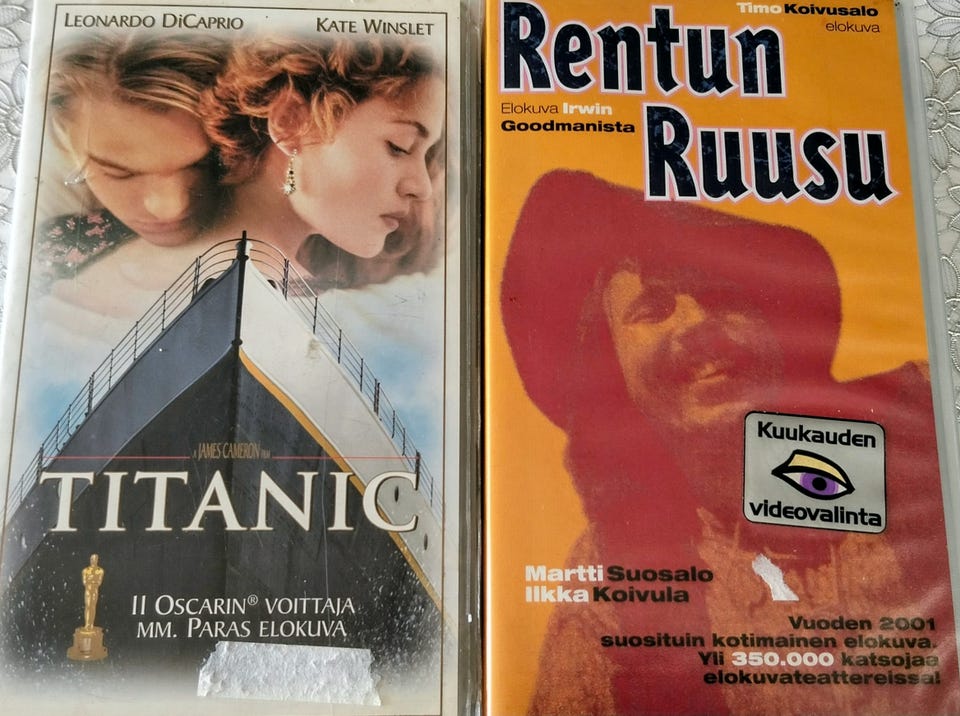 LEONARDO DICAPRIO KATE WINSLET
A JAMES CAMERON FILM
TITANIC
11 OSCARIN® VOITTAJA
MM. PARAS ELOKUVA
Timo Koivusalo
elokuva
Rentun
Elokuva Irwin
Goodmanista
Ruusu
Kuukauden
videovalinta
Martti Suosalo
Ilkka Koivula
Vuoden 2001
suosituin kotimainen elokuva.
Yli 350.000 katsojaa
elokuvateattereissa!